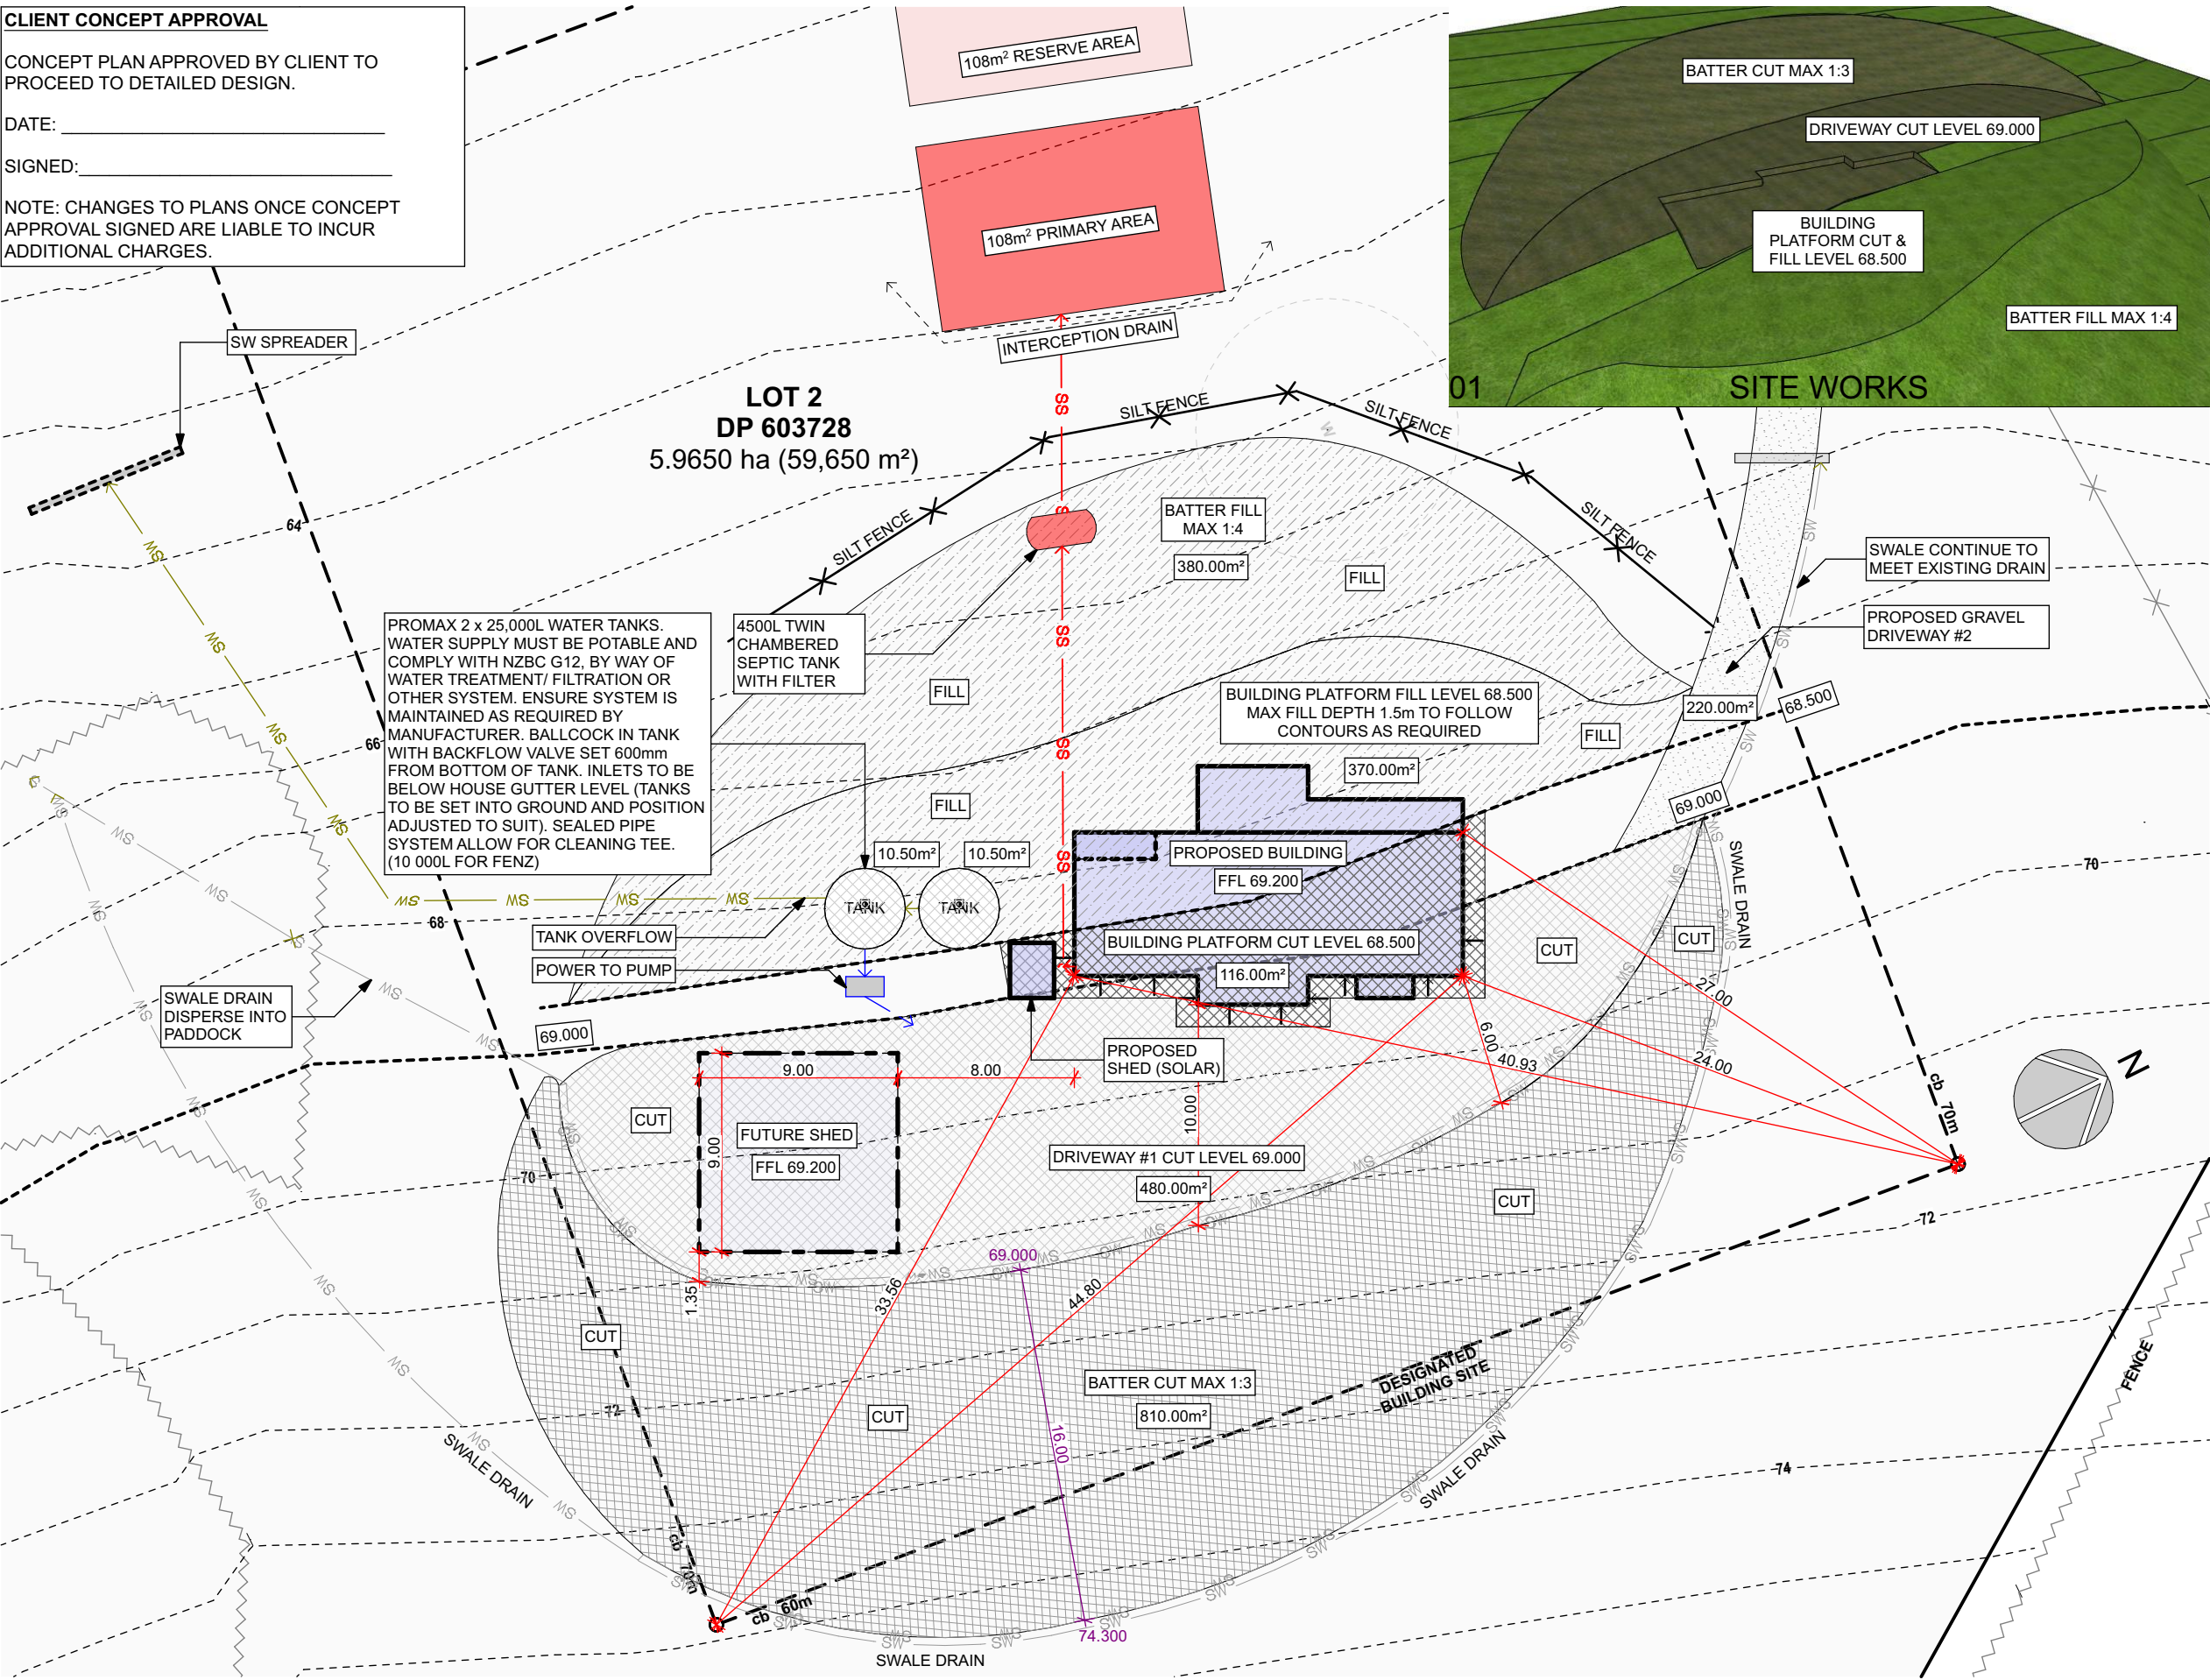 CLIENT CONCEPT APPROVAL
CONCEPT PLAN APPROVED BY CLIENT TO
PROCEED TO DETAILED DESIGN.
DATE:
SIGNED:
NOTE: CHANGES TO PLANS ONCE CONCEPT
APPROVAL SIGNED ARE LIABLE TO INCUR
ADDITIONAL CHARGES.
108m² RESERVE AREA
108m² PRIMARY AREA
INTERCEPTION DRAIN
BATTER CUT MAX 1:3
DRIVEWAY CUT LEVEL 69.000
BUILDING
PLATFORM CUT &
FILL LEVEL 68.500
BATTER FILL MAX 1:4
01
SITE WORKS
SW SPREADER
LOT 2
DP 603728
5.9650 ha (59,650 m²)
SS
SILT FENCE
SILT FENCE
SILT FENCE
SILT FENCE
W
64
SW
SW
SW
SW
BATTER FILL
MAX 1:4
380.00m²
FILL
SWALE CONTINUE TO
MEET EXISTING DRAIN
PROPOSED GRAVEL
DRIVEWAY #2
SW
SW
SW
220.00m²
68.500
PROMAX 2 x 25,000L WATER TANKS.
WATER SUPPLY MUST BE POTABLE AND
COMPLY WITH NZBC G12, BY WAY OF
WATER TREATMENT/ FILTRATION OR
OTHER SYSTEM. ENSURE SYSTEM IS
MAINTAINED AS REQUIRED BY
MANUFACTURER. BALLCOCK IN TANK
WITH BACKFLOW VALVE SET 600mm
FROM BOTTOM OF TANK. INLETS TO BE
BELOW HOUSE GUTTER LEVEL (TANKS
TO BE SET INTO GROUND AND POSITION
ADJUSTED TO SUIT). SEALED PIPE
SYSTEM ALLOW FOR CLEANING TEE.
(10 000L FOR FENZ)
66
4500L TWIN
CHAMBERED
SEPTIC TANK
WITH FILTER
SS
SS
SS
FILL
FILL
BUILDING PLATFORM FILL LEVEL 68.500
MAX FILL DEPTH 1.5m TO FOLLOW
CONTOURS AS REQUIRED
370.00m²
FILL
69.000
10.50m²
10.50m²
TANK
TANK
SW
SW
SW
SW
68
TANK OVERFLOW
POWER TO PUMP
PROPOSED BUILDING
FFL 69.200
BUILDING PLATFORM CUT LEVEL 68.500
116.00m²
CUT
CUT
SWALE DRAIN
70
SWALE DRAIN
DISPERSE INTO
PADDOCK
69.000
PROPOSED
SHED (SOLAR)
27.00
6.00
40.93
24.00
N
cb 70m
9.00
8.00
9.00
10.00
CUT
FUTURE SHED
FFL 69.200
DRIVEWAY #1 CUT LEVEL 69.000
480.00m²
70
CUT
72
69.000
1.35
33.56
44.80
CUT
72
CUT
BATTER CUT MAX 1:3
810.00m²
16.00
DESIGNATED
BUILDING SITE
FENCE
74
SWALE DRAIN
SWALE DRAIN
cb 70m
cb 60m
74.300
SWALE DRAIN